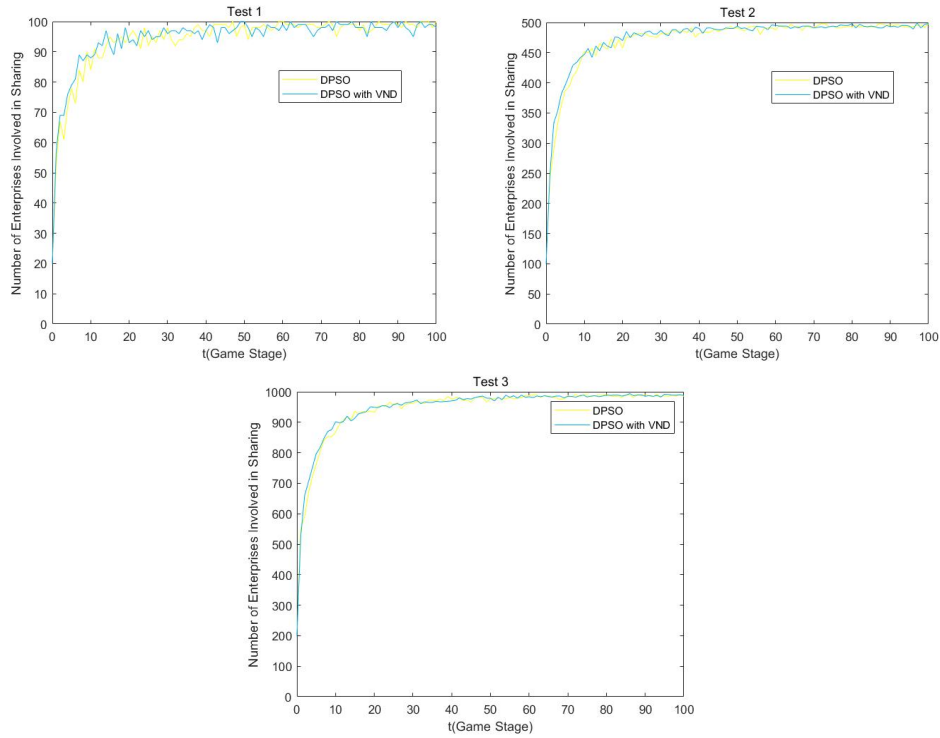 Test 1
100
90
80
70
60
50
40
30
20
10
0
Number of Enterprises Involved in Sharing
DPSO
DPSO with VND
0 10 20 30 40 50 60 70 80 90 100
t(Game Stage)
Test 2
500
450
400
350
300
250
200
150
100
50
0
Number of Enterprises Involved in Sharing
DPSO
DPSO with VND
0 10 20 30 40 50 60 70 80 90 100
t(Game Stage)
Test 3
1000
900
800
700
600
500
400
300
200
100
0
Number of Enterprises Involved in Sharing
DPSO
DPSO with VND
0 10 20 30 40 50 60 70 80 90 100
t(Game Stage)